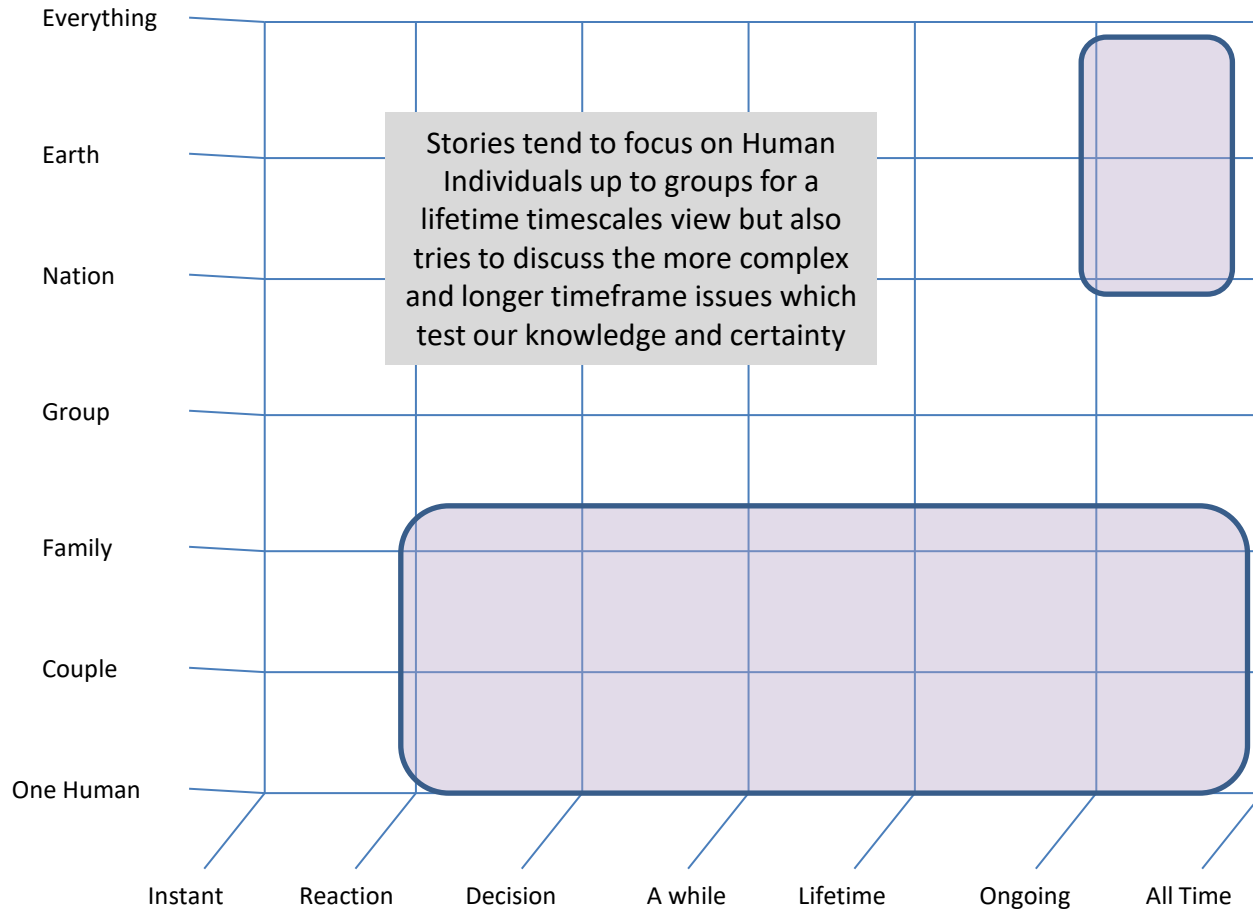 Everything
Earth
Nation
Group
Family
Couple
One Human
Stories tend to focus on Human
Individuals up to groups for a
lifetime timescales view but also
tries to discuss the more complex
and longer timeframe issues which
test our knowledge and certainty
Instant Reaction Decision A while Lifetime Ongoing All Time